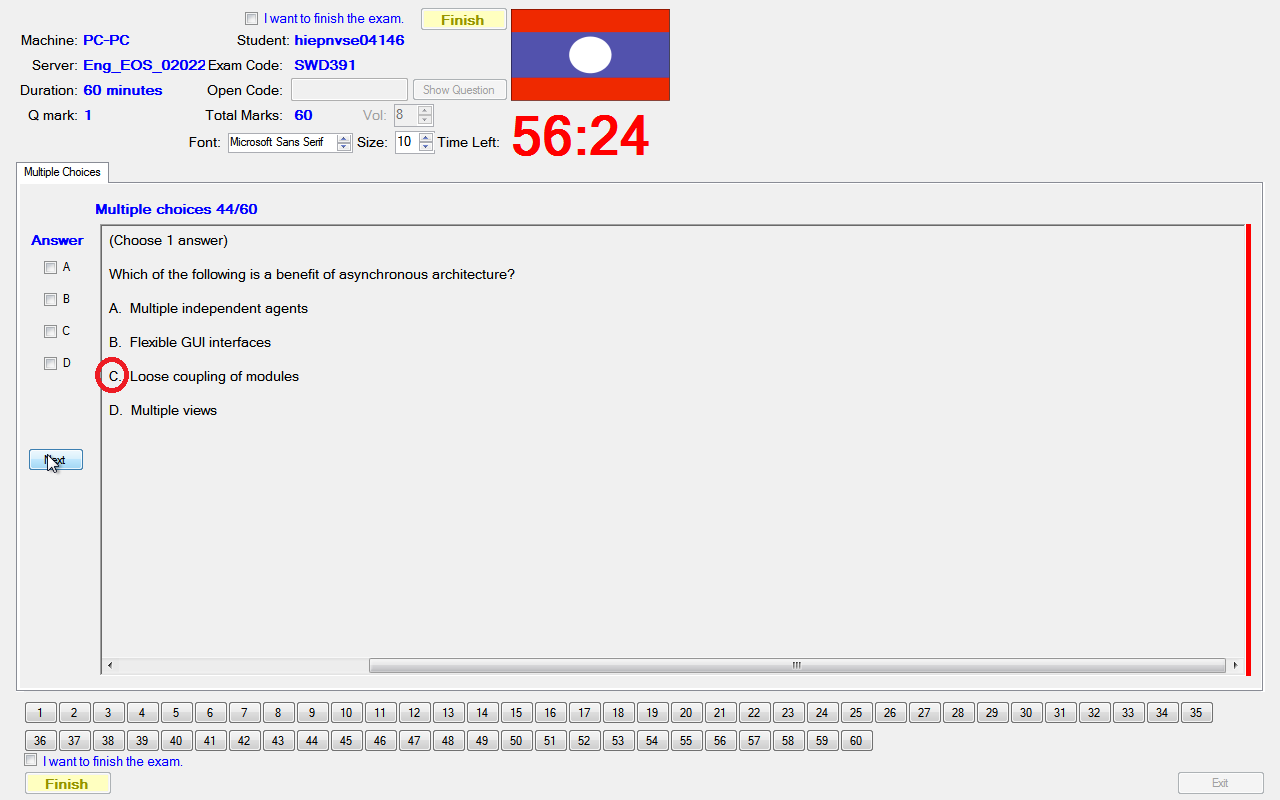 I want to finish the exam.
Finish
Machine: PC-PC
Student: hiepnvse04146
Server: Eng_EOS_02022
Exam Code: SWD391
Duration: 60 minutes
Open Code:
Show Question
Q mark: 1
Total Marks: 60
Vol: 8
Font: Microsoft Sans Serif
Size: 10
Time Left: 56:24
Multiple Choices
Multiple choices 44/60
Answer
A
B
C
D
Next
(Choose 1 answer)
Which of the following is a benefit of asynchronous architecture?
A. Multiple independent agents
B. Flexible GUI interfaces
C. Loose coupling of modules
D. Multiple views
1 2 3 4 5 6 7 8 9 10 11 12 13 14 15 16 17 18 19 20 21 22 23 24 25 26 27 28 29 30 31 32 33 34 35
36 37 38 39 40 41 42 43 44 45 46 47 48 49 50 51 52 53 54 55 56 57 58 59 60
I want to finish the exam.
Finish
Exit